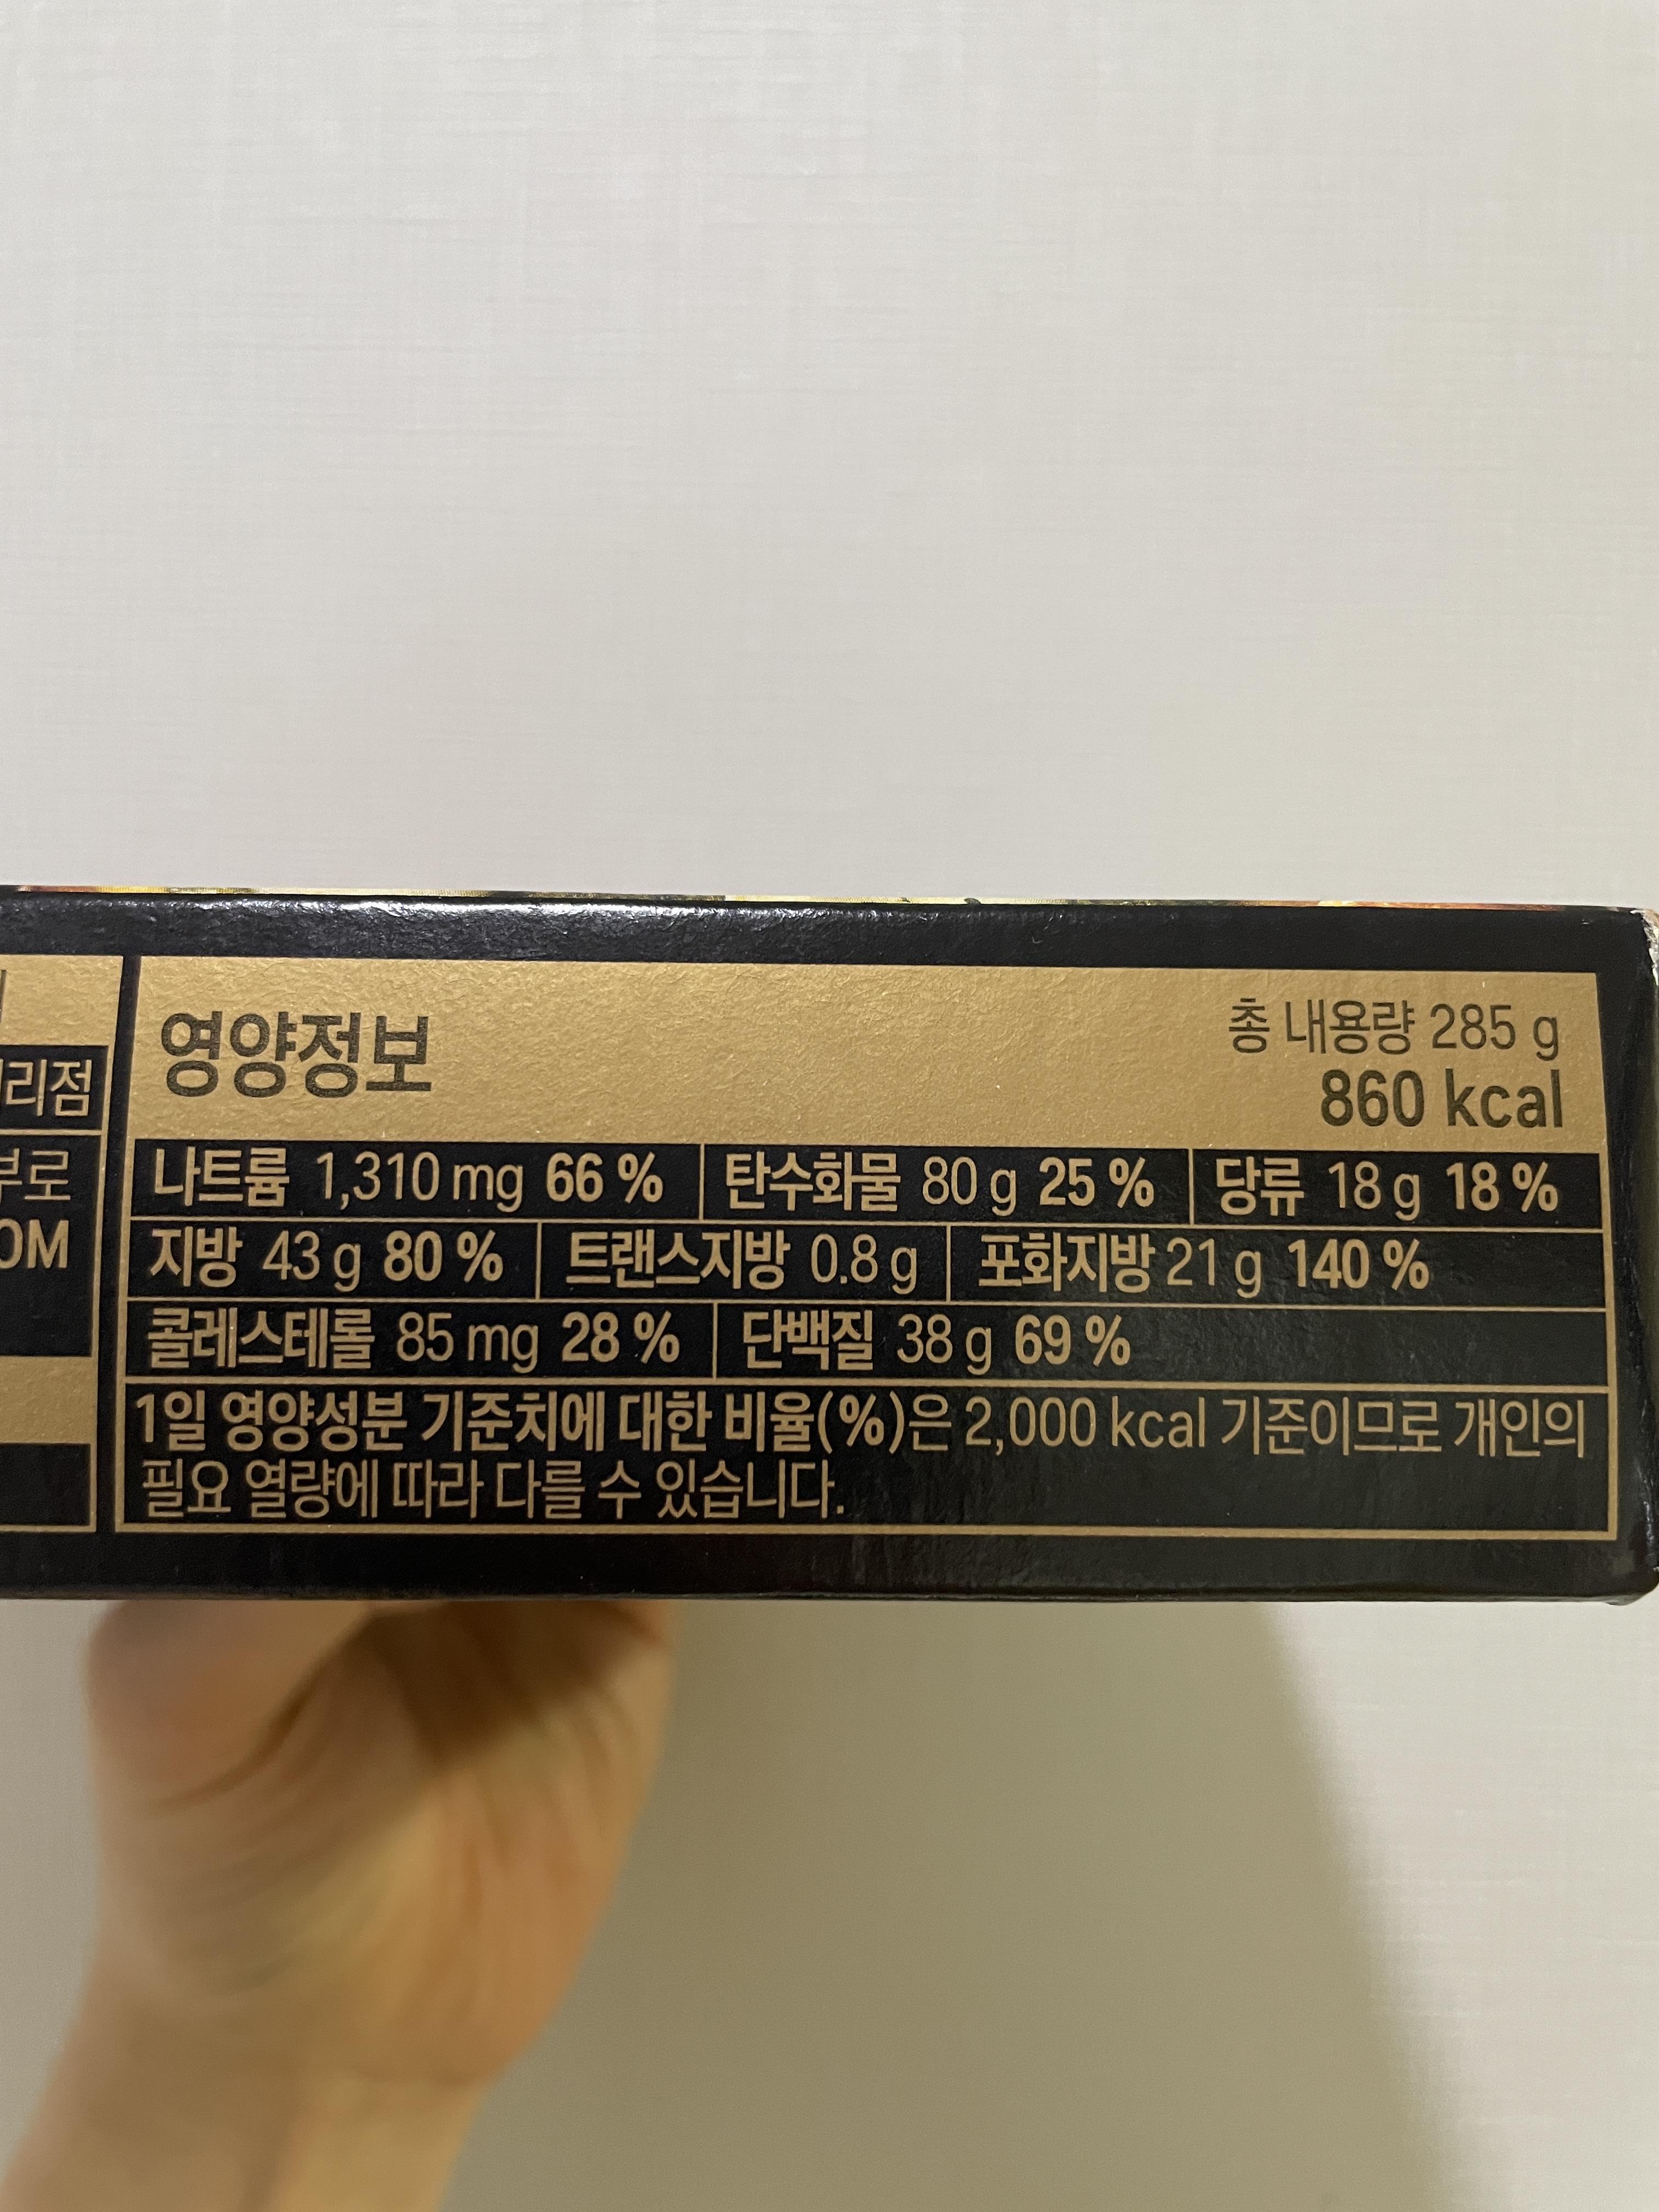 리점
부로
OM
영양정보
총 내용량 285 g
860 kcal
나트륨 1,310 mg 66 % 탄수화물 80 g 25 % 당류 18 g 18 %
지방 43 g 80 % 트랜스지방 0.8 g 포화지방 21 g 140 %
콜레스테롤 85 mg 28 % 단백질 38 g 69 %
1일 영양성분 기준치에 대한 비율(%)은 2,000 kcal 기준이므로 개인의
필요 열량에 따라 다를 수 있습니다.